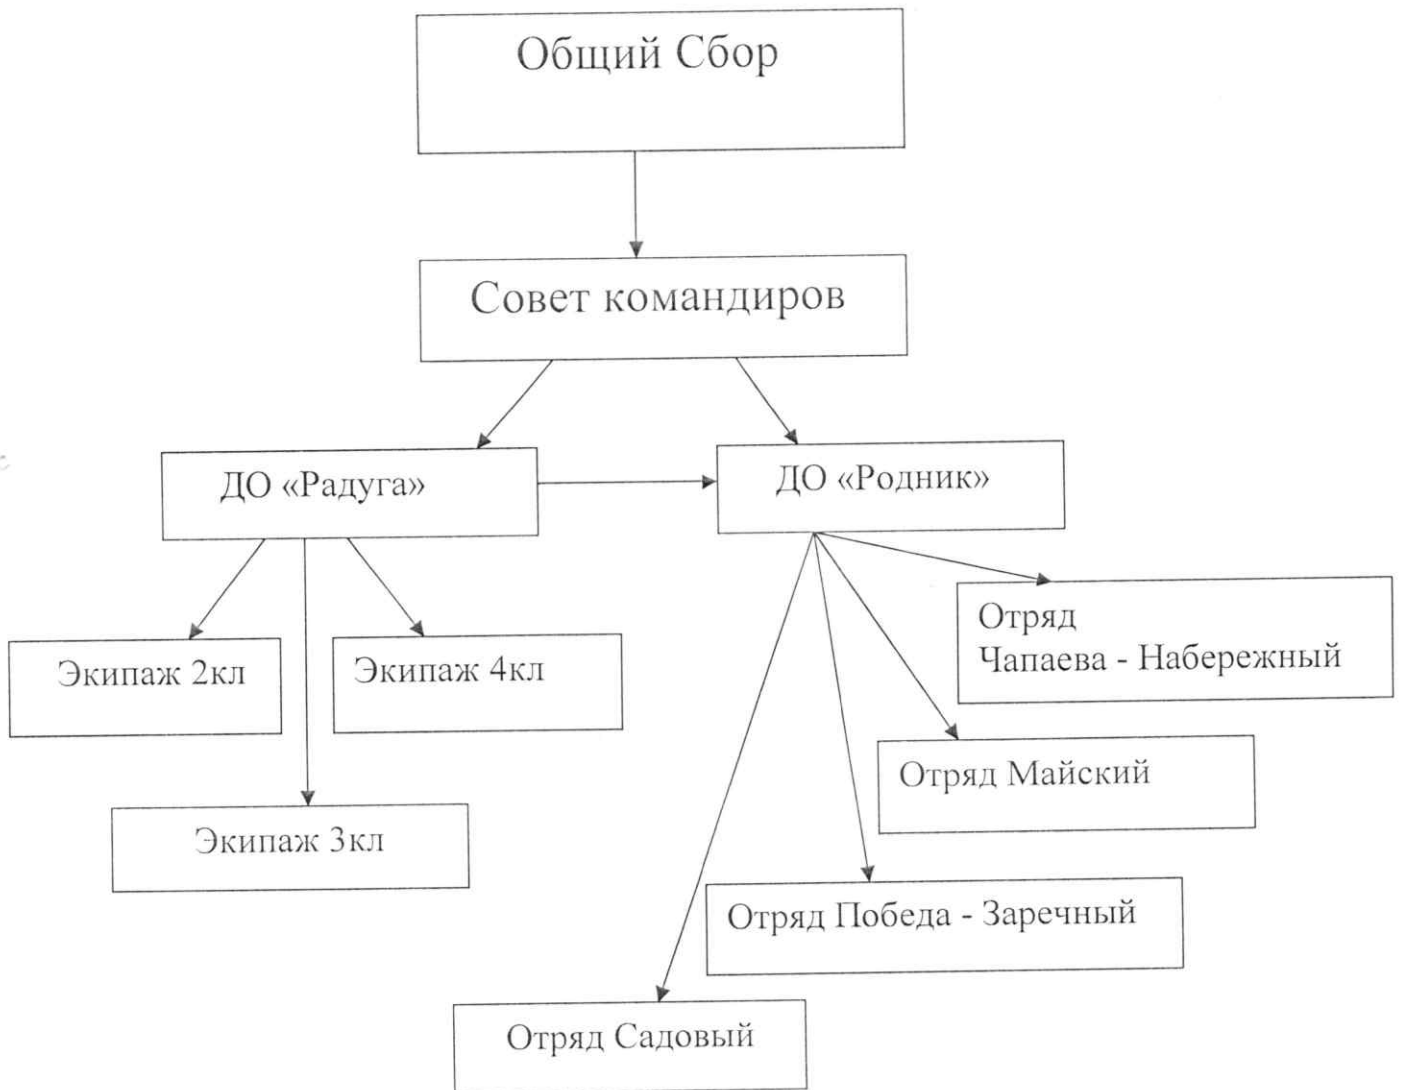 Общий Сбор
Совет командиров
ДО «Радуга»
ДО «Родник»
Экипаж 2кл
Экипаж 4кл
Экипаж 3кл
Отряд
Чапаева - Набережный
Отряд Майский
Отряд Победа - Заречный
Отряд Садовый